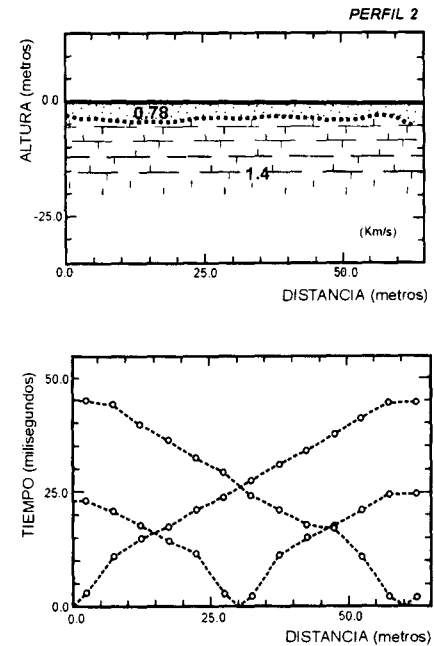 PERFIL 2
ALTURA (metros)
0.0
0.78
1.4
-25.0
(Km/s)
0.0
25.0
50.0
DISTANCIA (metros)
TIEMPO (milisegundos)
50.0
25.0
0.0
0.0
25.0
50.0
DISTANCIA (metros)